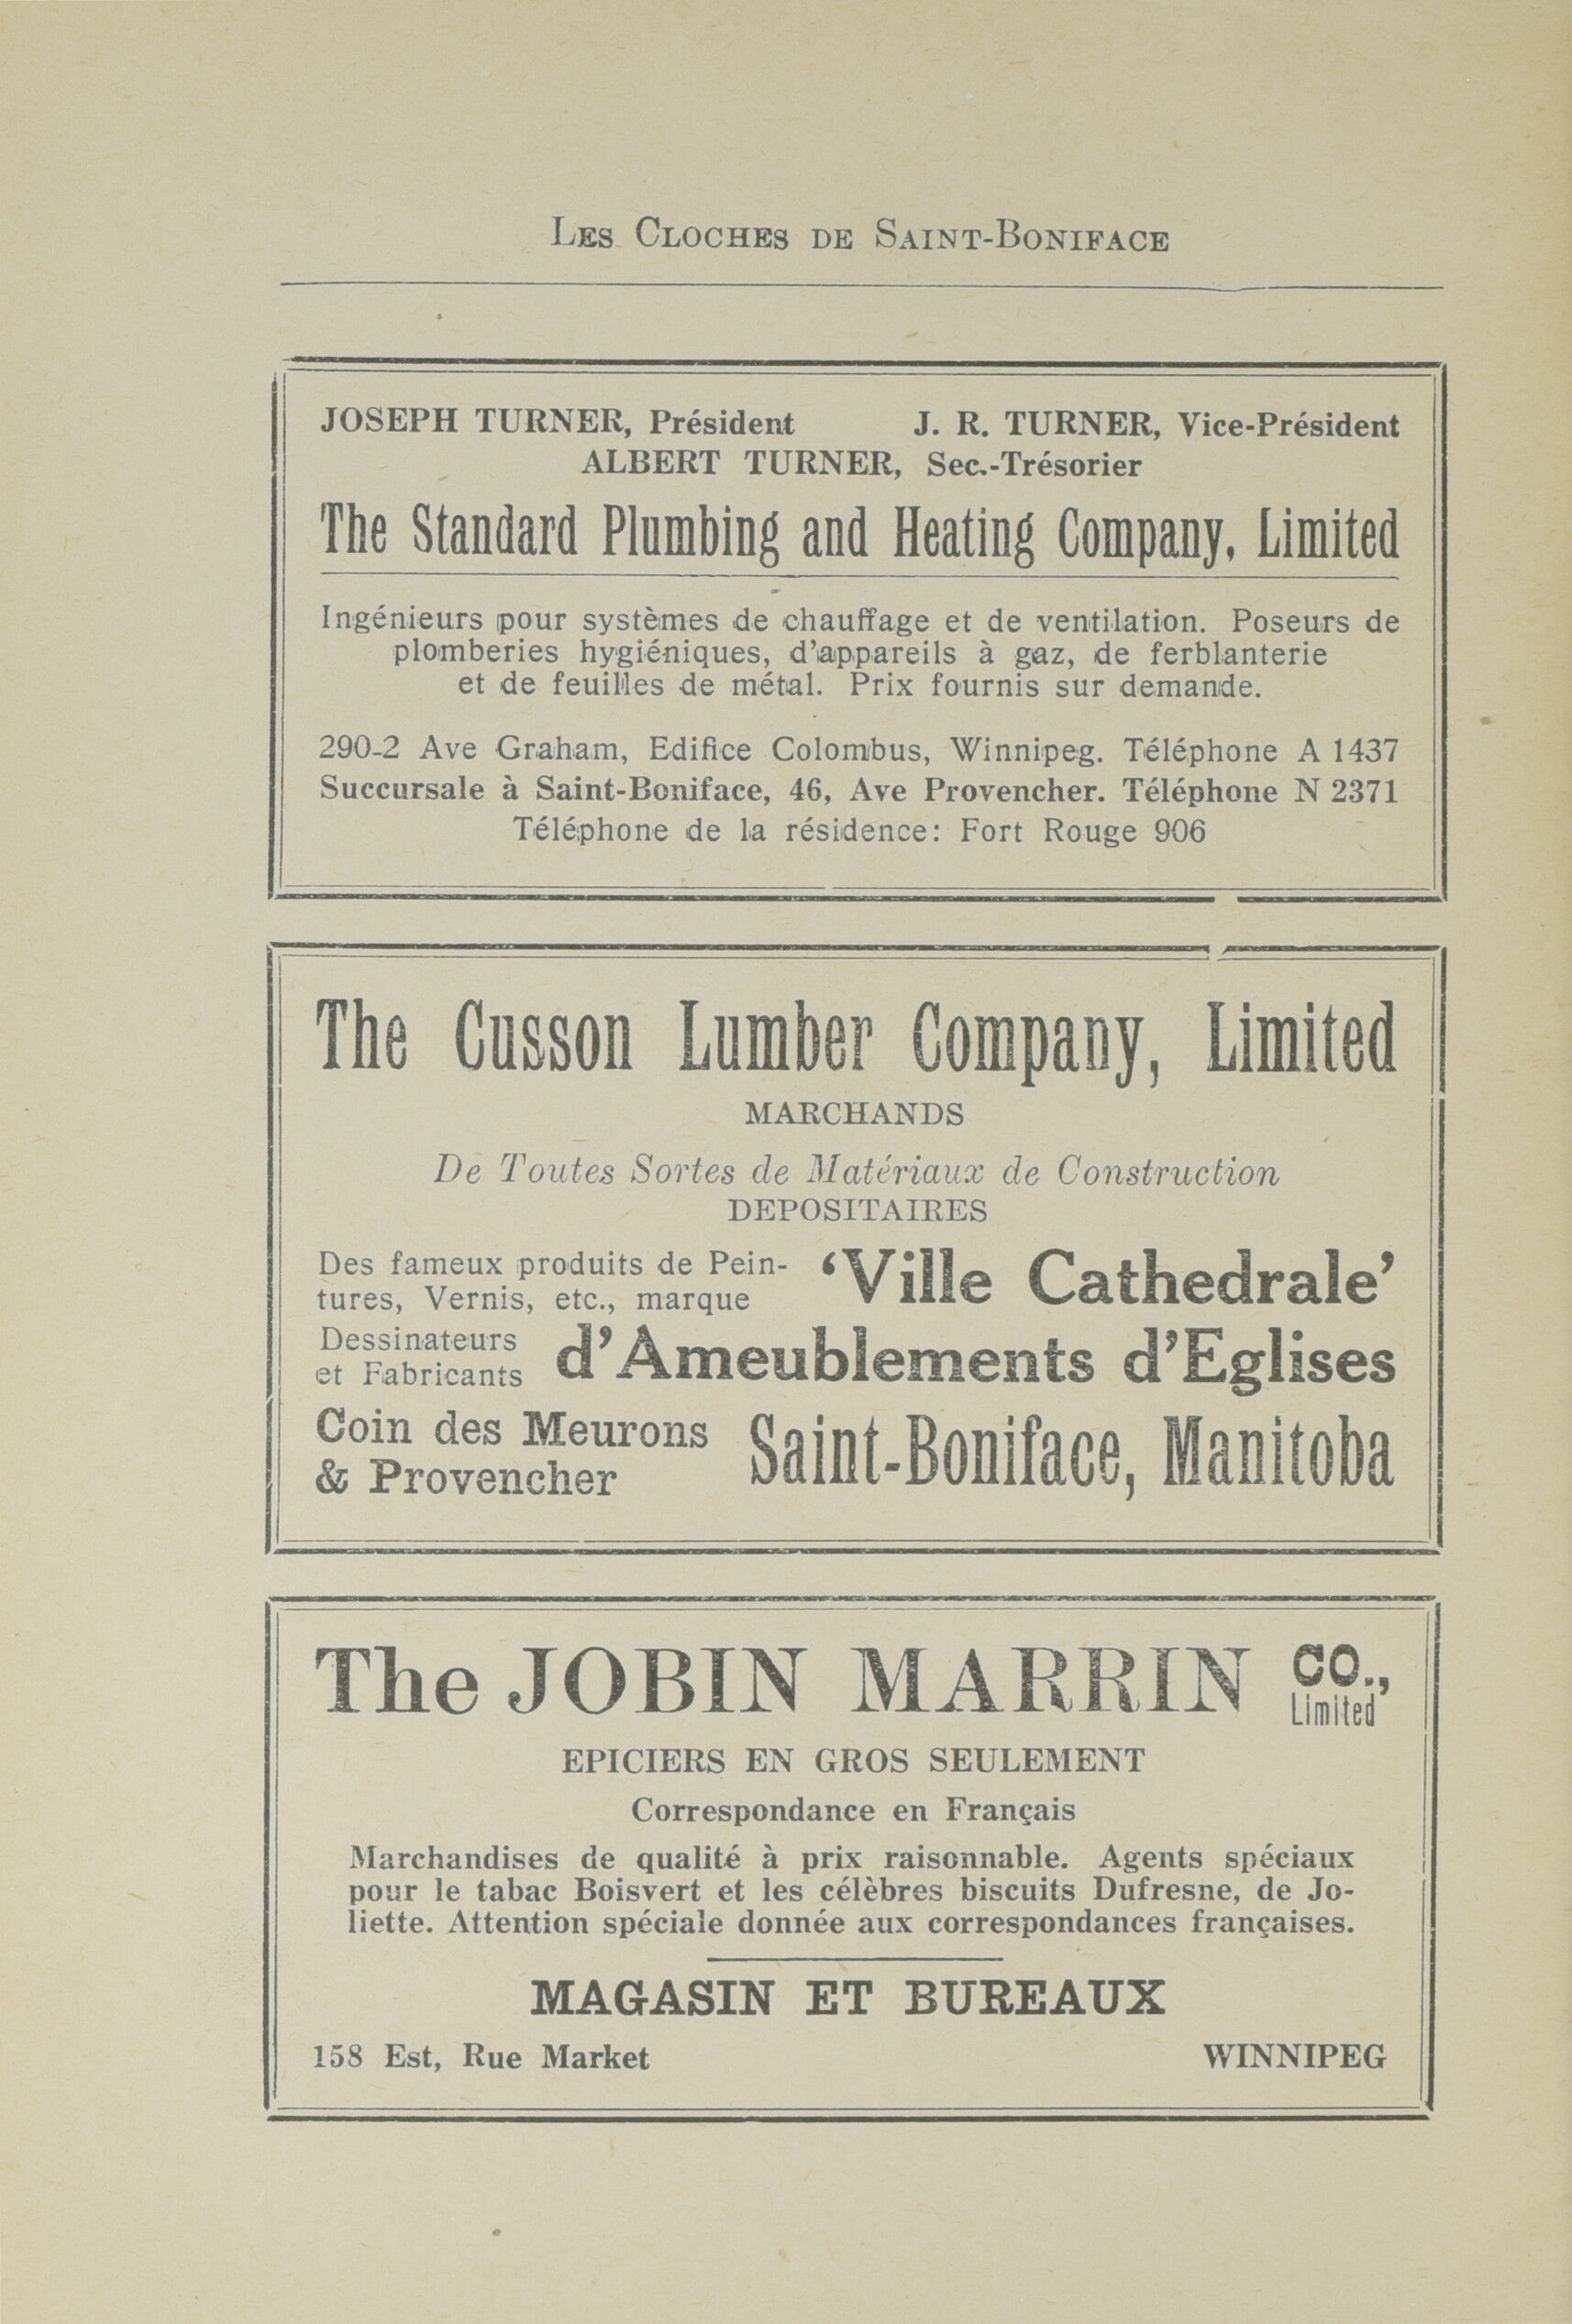 LES CLOCHES DE SAINT-BONIFACE
JOSEPH TURNER, Président J. R. TURNER, Vice-Président
ALBERT TURNER, Sec.-Trésorier
The Standard Plumbing and Heating Company, Limited
Ingénieurs pour systèmes de chauffage et de ventilation. Poseurs de
plomberies hygiéniques, d'appareils à gaz, de ferblanterie
et de feuilles de métal. Prix fournis sur demande.
290-2 Ave Graham, Edifice Colombus, Winnipeg. Téléphone A 1437
Succursale à Saint-Boniface, 46, Ave Provencher. Téléphone N 2371
Téléphone de la résidence: Fort Rouge 906
The Cusson Lumber Company, Limited
MARCHANDS
De Toutes Sortes de Matériaux de Construction
DEPOSITAIRES
Des fameux produits de Pein-
tures, Vernis, etc., marque
'Ville Cathedrale'
Dessinateurs
et Fabricants
d'Ameublements d'Eglises
Coin des Meurons
& Provencher
Saint-Boniface, Manitoba
The JOBIN MARRIN CO.,
Limited
EPICIERS EN GROS SEULEMENT
Correspondance en Français
Marchandises de qualité à prix raisonnable. Agents spéciaux
pour le tabac Boisvert et les célèbres biscuits Dufresne, de Jo-
liette. Attention spéciale donnée aux correspondances françaises.
MAGASIN ET BUREAUX
158 Est, Rue Market WINNIPEG